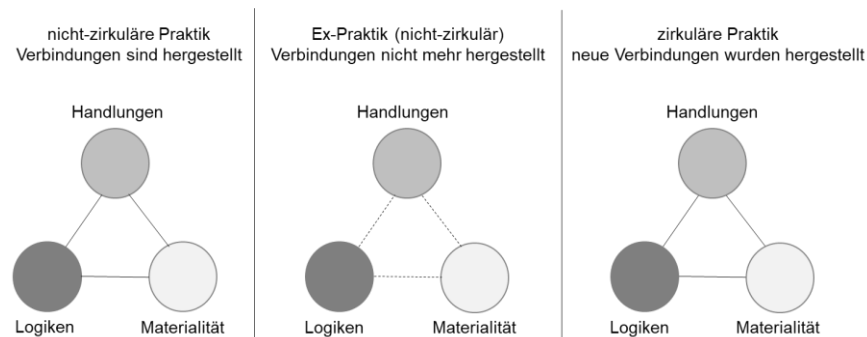 nicht-zirkuläre Praktik
Verbindungen sind hergestellt
Handlungen
Logiken
Materialität
Ex-Praktik (nicht-zirkulär)
Verbindungen nicht mehr hergestellt
Handlungen
Logiken
Materialität
zirkuläre Praktik
neue Verbindungen wurden hergestellt
Handlungen
Logiken
Materialität